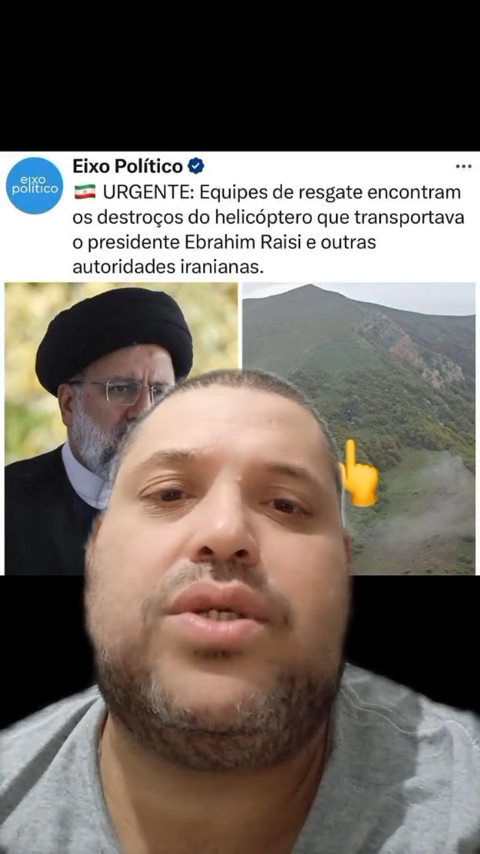 eixo
político
Eixo Político
URGENTE: Equipes de resgate encontram
os destroços do helicóptero que transportava
o presidente Ebrahim Raisi e outras
autoridades iranianas.